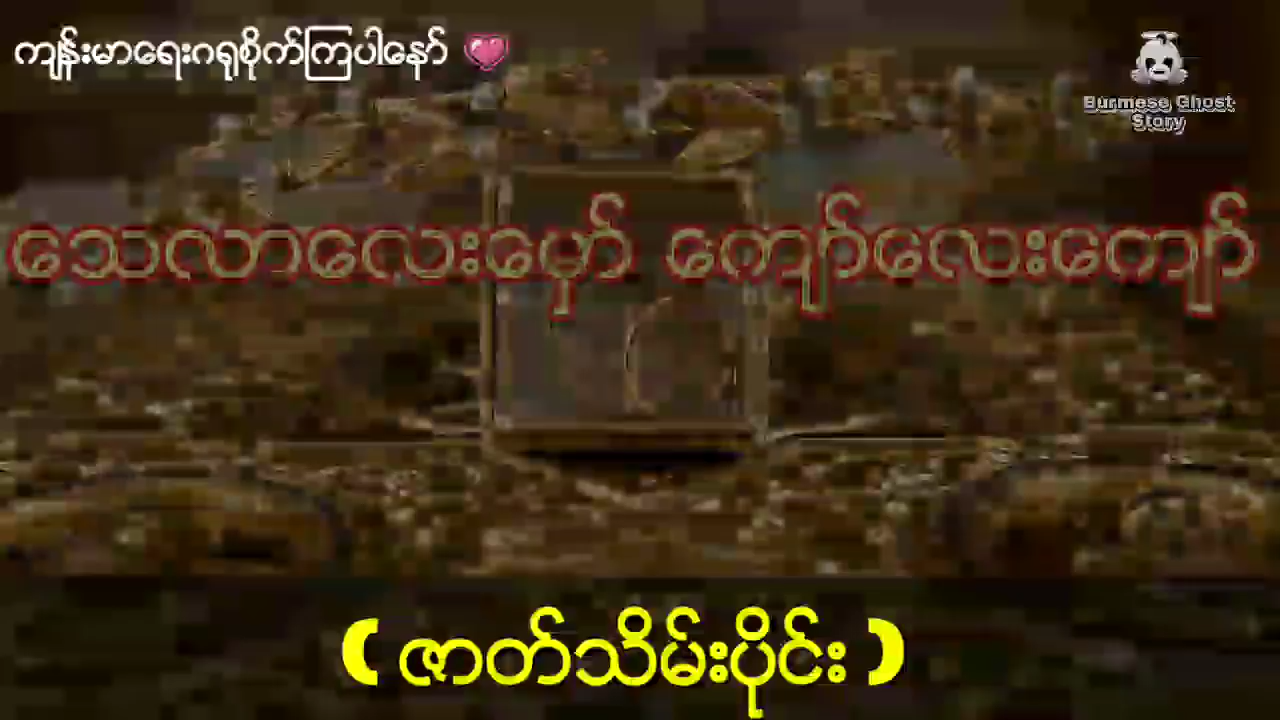 ကျန်းမာရေးဂရုစိုက်ကြပါနော် 💗
Burmese Ghost
Story
သေလာလေးမှော် ကျော်လေးကျော်
( ဇာတ်သိမ်းပိုင်း )